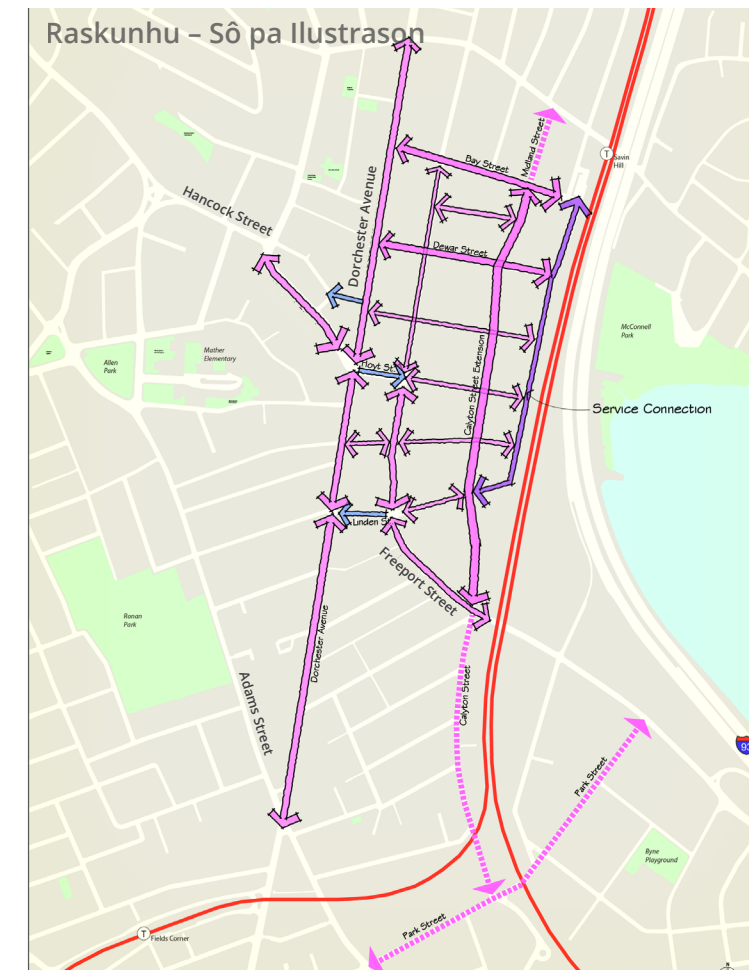 Raskunhu – Sô pa Ilustrason
Midland Street
Bay Street
Savin
Hill
Hancock Street
Dorchester Avenue
Dewar Street
McConnell
Park
Mather
Elementary
Allen
Park
Hoyt St
Calyton Street Extension
Service Connection
Linden S
Freeport Street
Ronan
Park
Dorchester Avenue
Adams Street
Calyton Street
93
Park Street
Byne
Playground
Park Street
T
Fields Corner
T
N